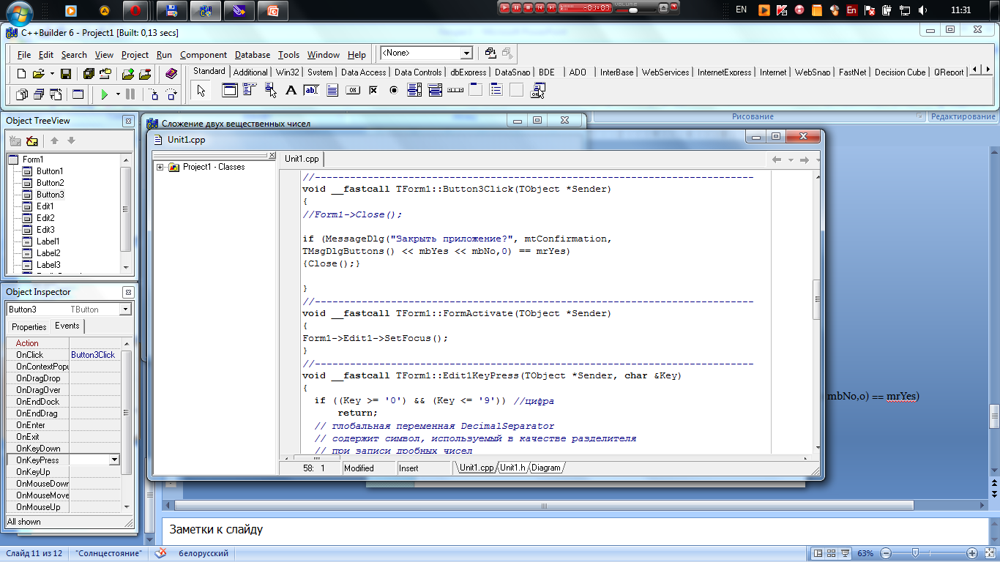 EN
VOLUME
En
11:31
C++Builder 6 - Project1 [Built: 0,13 secs]
File Edit Search View Project Run Component Database Tools Window Help
<None>
Standard Additional Win32 System Data Access Data Controls dbExpress DataSnap BDE ADO InterBase WebServices InternetExpress Internet WebSnap FastNet Decision Cube QReport
Рисование
Редактирование
Object TreeView
Form1
Button1
Button2
Button3
Edit1
Edit2
Edit3
Label1
Label2
Label3
Object Inspector
Button3 TButton
Properties Events
Action
OnClick Button3Click
OnContextPopu
OnDragDrop
OnDragOver
OnEndDock
OnEndDrag
OnEnter
OnExit
OnKeyDown
OnKeyPress
OnKeyUp
OnMouseDown
OnMouseMove
OnMouseUp
All shown
Сложение двух вещественных чисел
Unit1.cpp
Project1 - Classes
Unit1.cpp
//---------------------------------------------------------------------------
void __fastcall TForm1::Button3Click(TObject *Sender)
{
//Form1->Close();
if (MessageDlg("Закрыть приложение?", mtConfirmation,
TMsgDlgButtons() << mbYes << mbNo,0) == mrYes)
{Close();}
}
//---------------------------------------------------------------------------
void __fastcall TForm1::FormActivate(TObject *Sender)
{
Form1->Edit1->SetFocus();
}
//---------------------------------------------------------------------------
void __fastcall TForm1::Edit1KeyPress(TObject *Sender, char &Key)
{
if ((Key >= '0') && (Key <= '9')) //цифра
return;
// глобальная переменная DecimalSeparator
// содержит символ, используемый в качестве разделителя
// при записи дробных чисел
58: 1 Modified Insert Unit1.cpp Unit1.h Diagram
mbNo,0) == mrYes)
Заметки к слайду
Слайд 11 из 12 "Солнцестояние" белорусский 63%